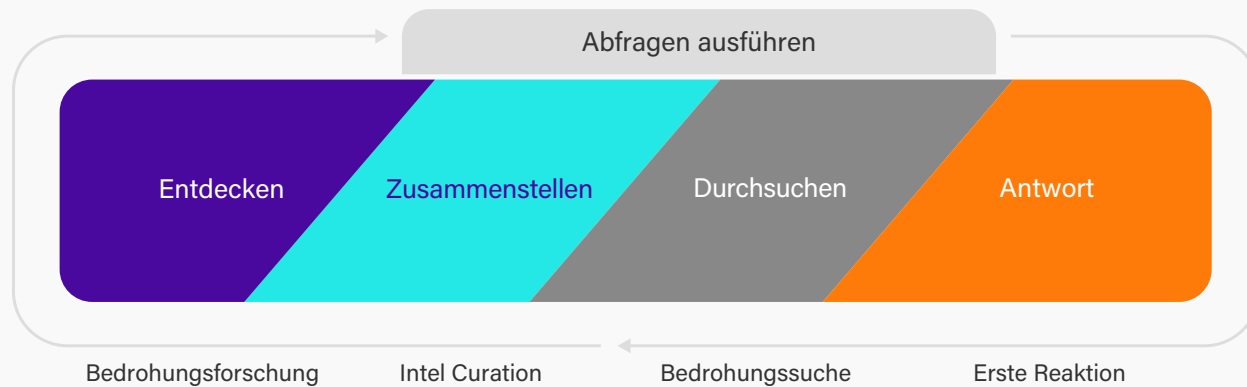 Abfragen ausführen
Entdecken
Zusammenstellen
Durchsuchen
Antwort
Bedrohungsforschung
Intel Curation
Bedrohungssuche
Erste Reaktion